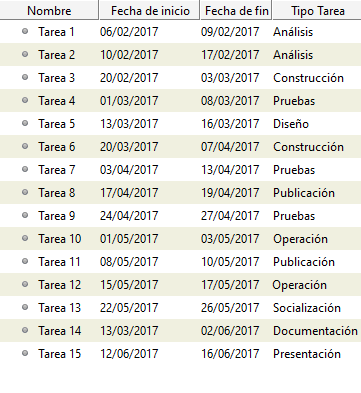 Nombre Fecha de inicio Fecha de fin Tipo Tarea
Tarea 1 06/02/2017 09/02/2017 Análisis
Tarea 2 10/02/2017 17/02/2017 Análisis
Tarea 3 20/02/2017 03/03/2017 Construcción
Tarea 4 01/03/2017 08/03/2017 Pruebas
Tarea 5 13/03/2017 16/03/2017 Diseño
Tarea 6 20/03/2017 07/04/2017 Construcción
Tarea 7 03/04/2017 13/04/2017 Pruebas
Tarea 8 17/04/2017 19/04/2017 Publicación
Tarea 9 24/04/2017 27/04/2017 Pruebas
Tarea 10 01/05/2017 03/05/2017 Operación
Tarea 11 08/05/2017 10/05/2017 Publicación
Tarea 12 15/05/2017 17/05/2017 Operación
Tarea 13 22/05/2017 26/05/2017 Socialización
Tarea 14 13/03/2017 02/06/2017 Documentación
Tarea 15 12/06/2017 16/06/2017 Presentación